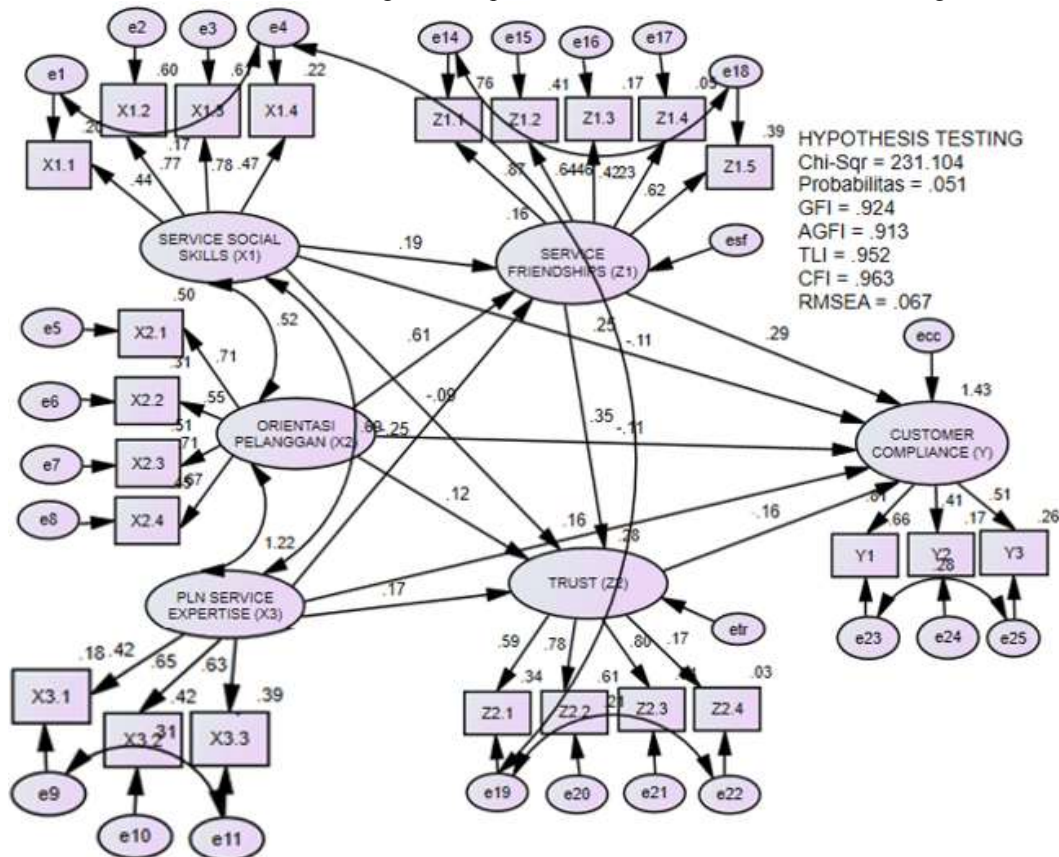 e1
e2
e3
e4
.60
.61
.22
X1.1
X1.2
X1.4
.17
.77
.78
.47
.44
SERVICE SOCIAL
SKILLS (X1)
e14
e15
e16
e17
e18
.76
.41
.17
Z1.1
Z1.2
Z1.3
Z1.4
Z1.5
.39
.87
.62
.16
SERVICE
FRIENDSHIPS (Z1)
esf
HYPOTHESIS TESTING
Chi-Sqr = 231.104
Probabilitas = .051
GFI = .924
AGFI = .913
TLI = .952
CFI = .963
RMSEA = .067
.19
.50
e5
X2.1
.71
.52
.61
.25
-.11
.29
ecc
1.43
e6
X2.2
.55
.51
ORIENTASI
PELANGGAN (X2)
-.09
.25
.35
-.11
CUSTOMER
COMPLIANCE (Y)
e7
X2.3
.71
e8
X2.4
.12
.16
.28
-.16
.41
.51
.66
.17
.26
Y1
Y2
Y3
.28
e23
e24
e25
1.22
PLN SERVICE
EXPERTISE (X3)
.17
TRUST (Z2)
etr
.18
.42
.65
.63
.42
.39
X3.1
X3.2
X3.3
.31
e9
e10
e11
.59
.78
.80
.17
.34
.61
.03
Z2.1
Z2.2
Z2.3
Z2.4
.21
e19
e20
e21
e22